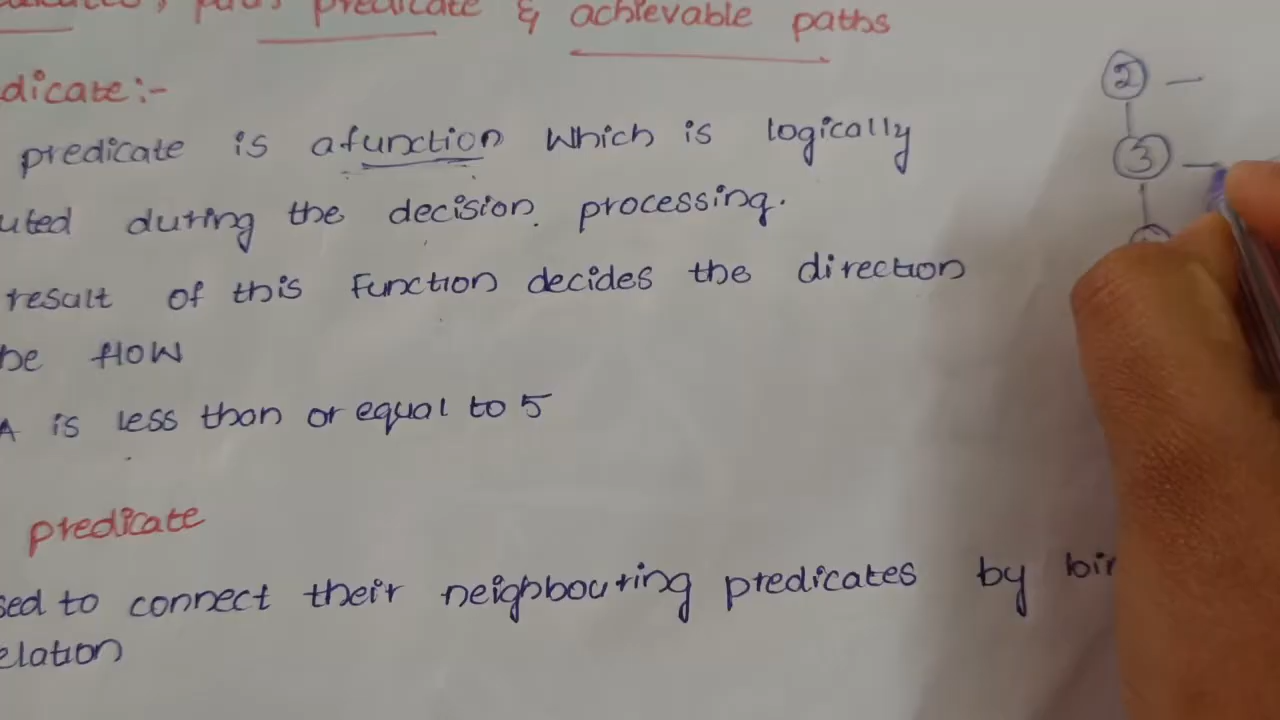 predicate & achievable paths
dicate:-
predicate is a function which is logically
uted during the decision processing.
result of this Function decides the direction
be flow
A is less than or equal to 5
predicate
sed to connect their neighbouring predicates by bin
elation
2
3